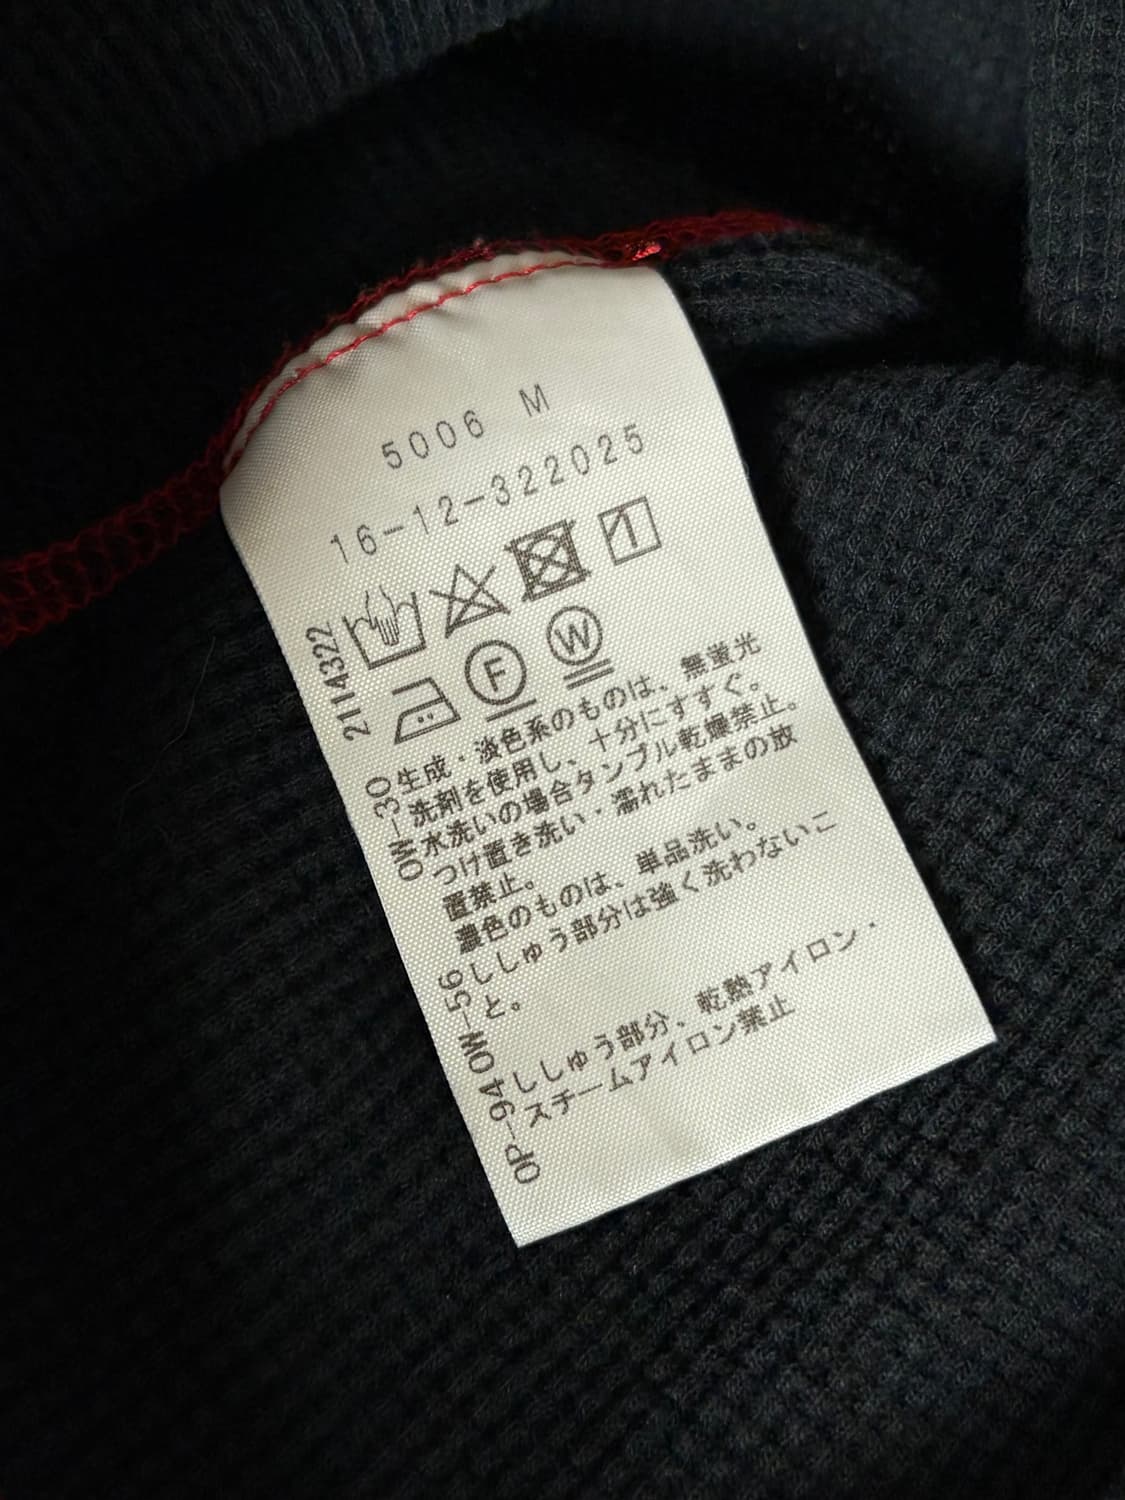 5006 M
16-12-322025
2114322
F
W
OW-30
生成・淡色系のものは、無蛍光
洗剤を使用し、十分にすすぐ。
水洗いの場合タンブル乾燥禁止。
つけ置き洗い・濡れたままの放
置禁止。
濃色のものは、単品洗い。
OW-56
ししゅう部分は強く洗わないこ
と。
OP-94
ししゅう部分、乾熱アイロン・
スチームアイロン禁止